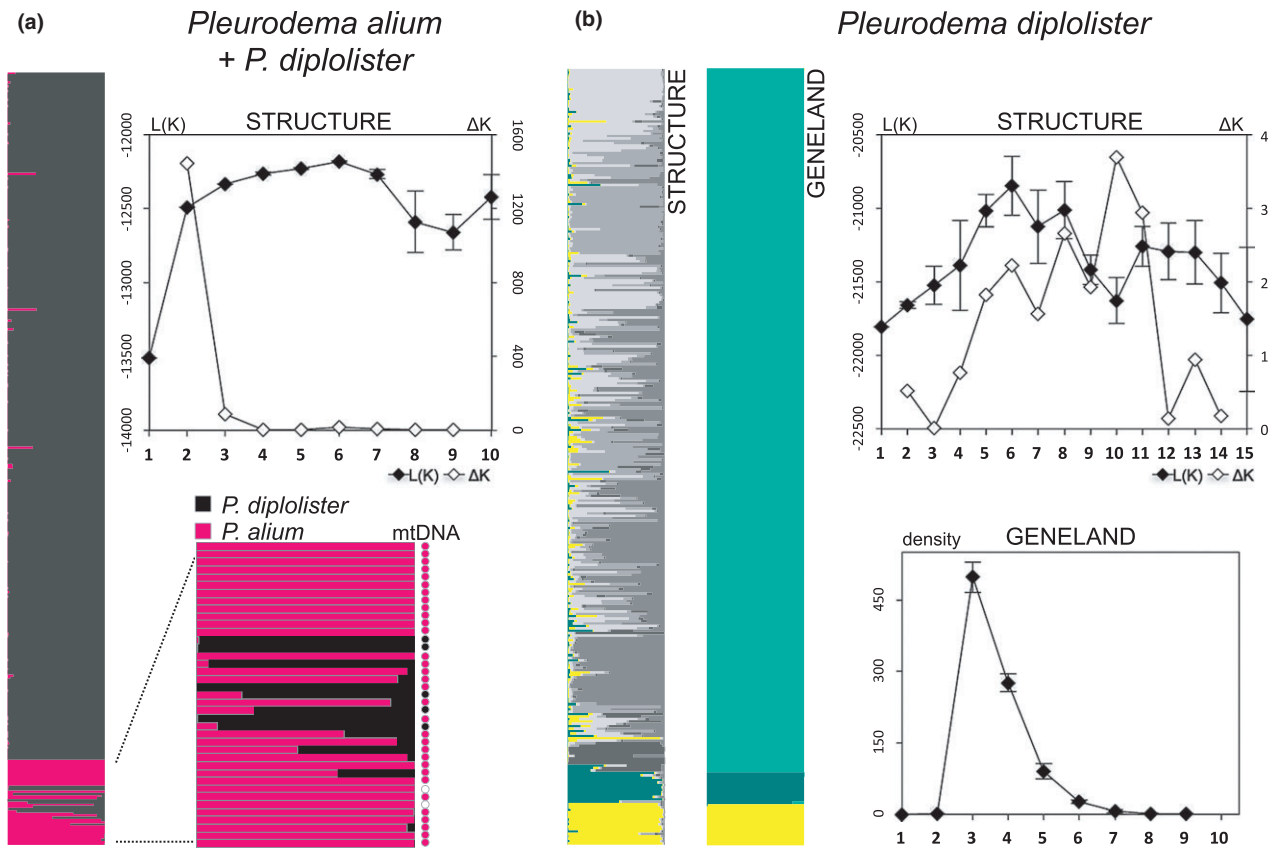 (a)
Pleurodema alium
+ P. diplolister
L(K) STRUCTURE ΔK
-12000
-12500
-13000
-13500
-14000
1600
1200
800
400
0
1 2 3 4 5 6 7 8 9 10
L(K) ΔK
P. diplolister
P. alium
mtDNA
(b)
Pleurodema diplolister
STRUCTURE
GENELAND
L(K) STRUCTURE ΔK
-20500
-21000
-21500
-22000
-22500
4
3
2
1
0
1 2 3 4 5 6 7 8 9 10 11 12 13 14 15
L(K) ΔK
density GENELAND
450
300
150
0
1 2 3 4 5 6 7 8 9 10